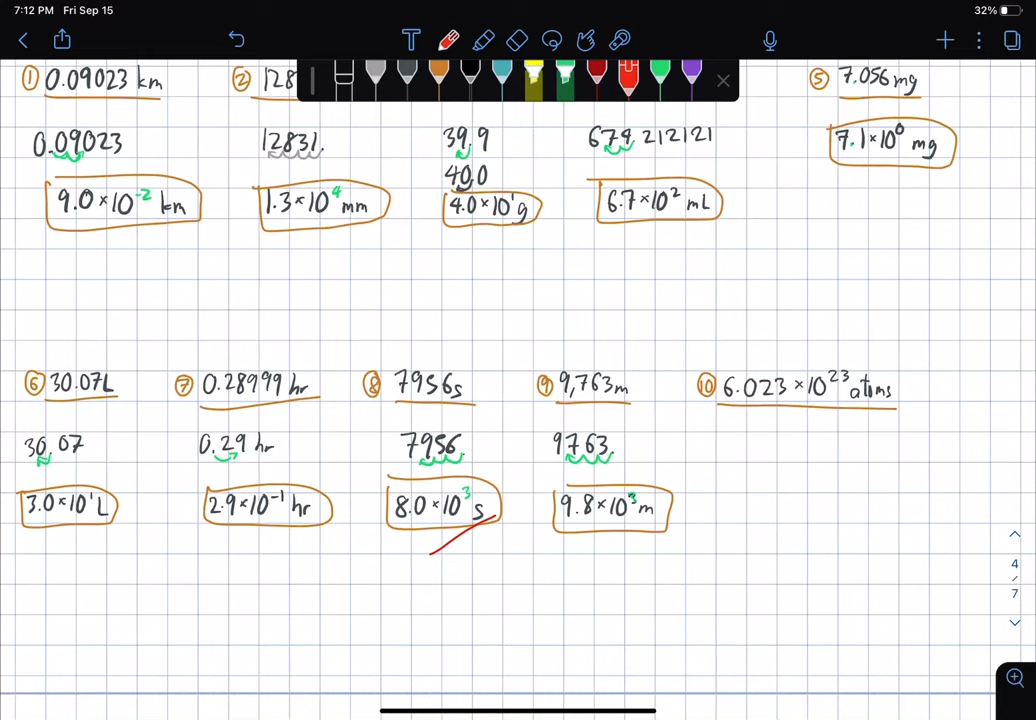 7:12 PM Fri Sep 15
32%
① 0.09023 km
② 128
⑤ 7.056 mg
0.09023
12831.
39.9
679.212121
7.1×10⁰ mg
40.0
9.0×10⁻² km
1.3×10⁴ mm
4.0×10¹g
6.7×10² mL
⑥ 30.07L
⑦ 0.28999 hr
⑧ 7956s
⑨ 9,763m
⑩ 6.023×10²³ atoms
30.07
0.29 hr
7956.
9763.
3.0×10¹L
2.9×10⁻¹ hr
8.0×10³ s
9.8×10³m
4
/
7